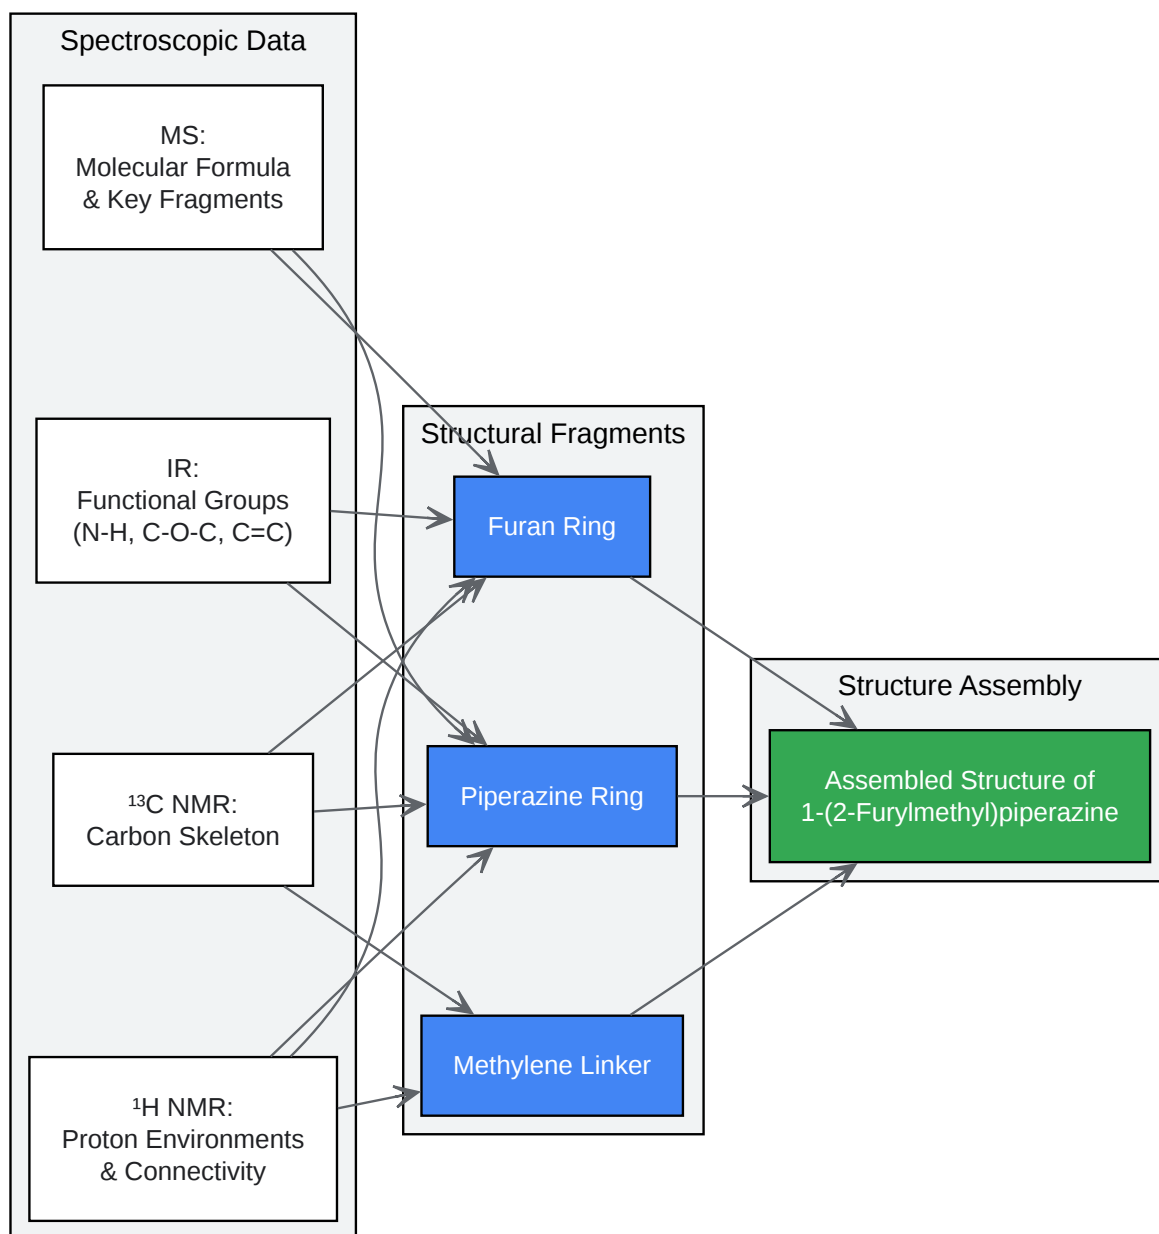 Spectroscopic Data
MS:
Molecular Formula
& Key Fragments
IR:
Functional Groups
(N-H, C-O-C, C=C)
¹³C NMR:
Carbon Skeleton
¹H NMR:
Proton Environments
& Connectivity
Structural Fragments
Furan Ring
Piperazine Ring
Methylene Linker
Structure Assembly
Assembled Structure of
1-(2-Furylmethyl)piperazine